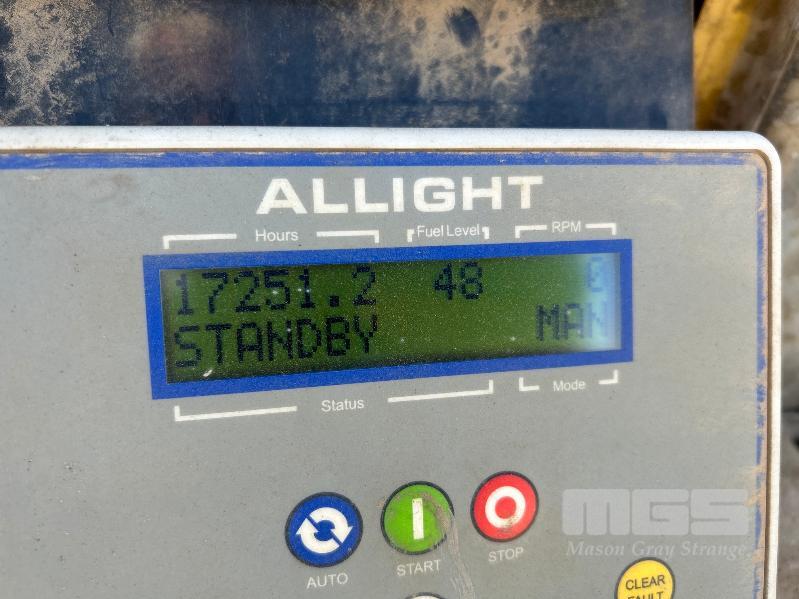 ALLIGHT
Hours Fuel Level RPM
17251.2 48 0
STANDBY MAN
Status Mode
AUTO START STOP
MGS
Mason Gray Strange
CLEAR
FAULT